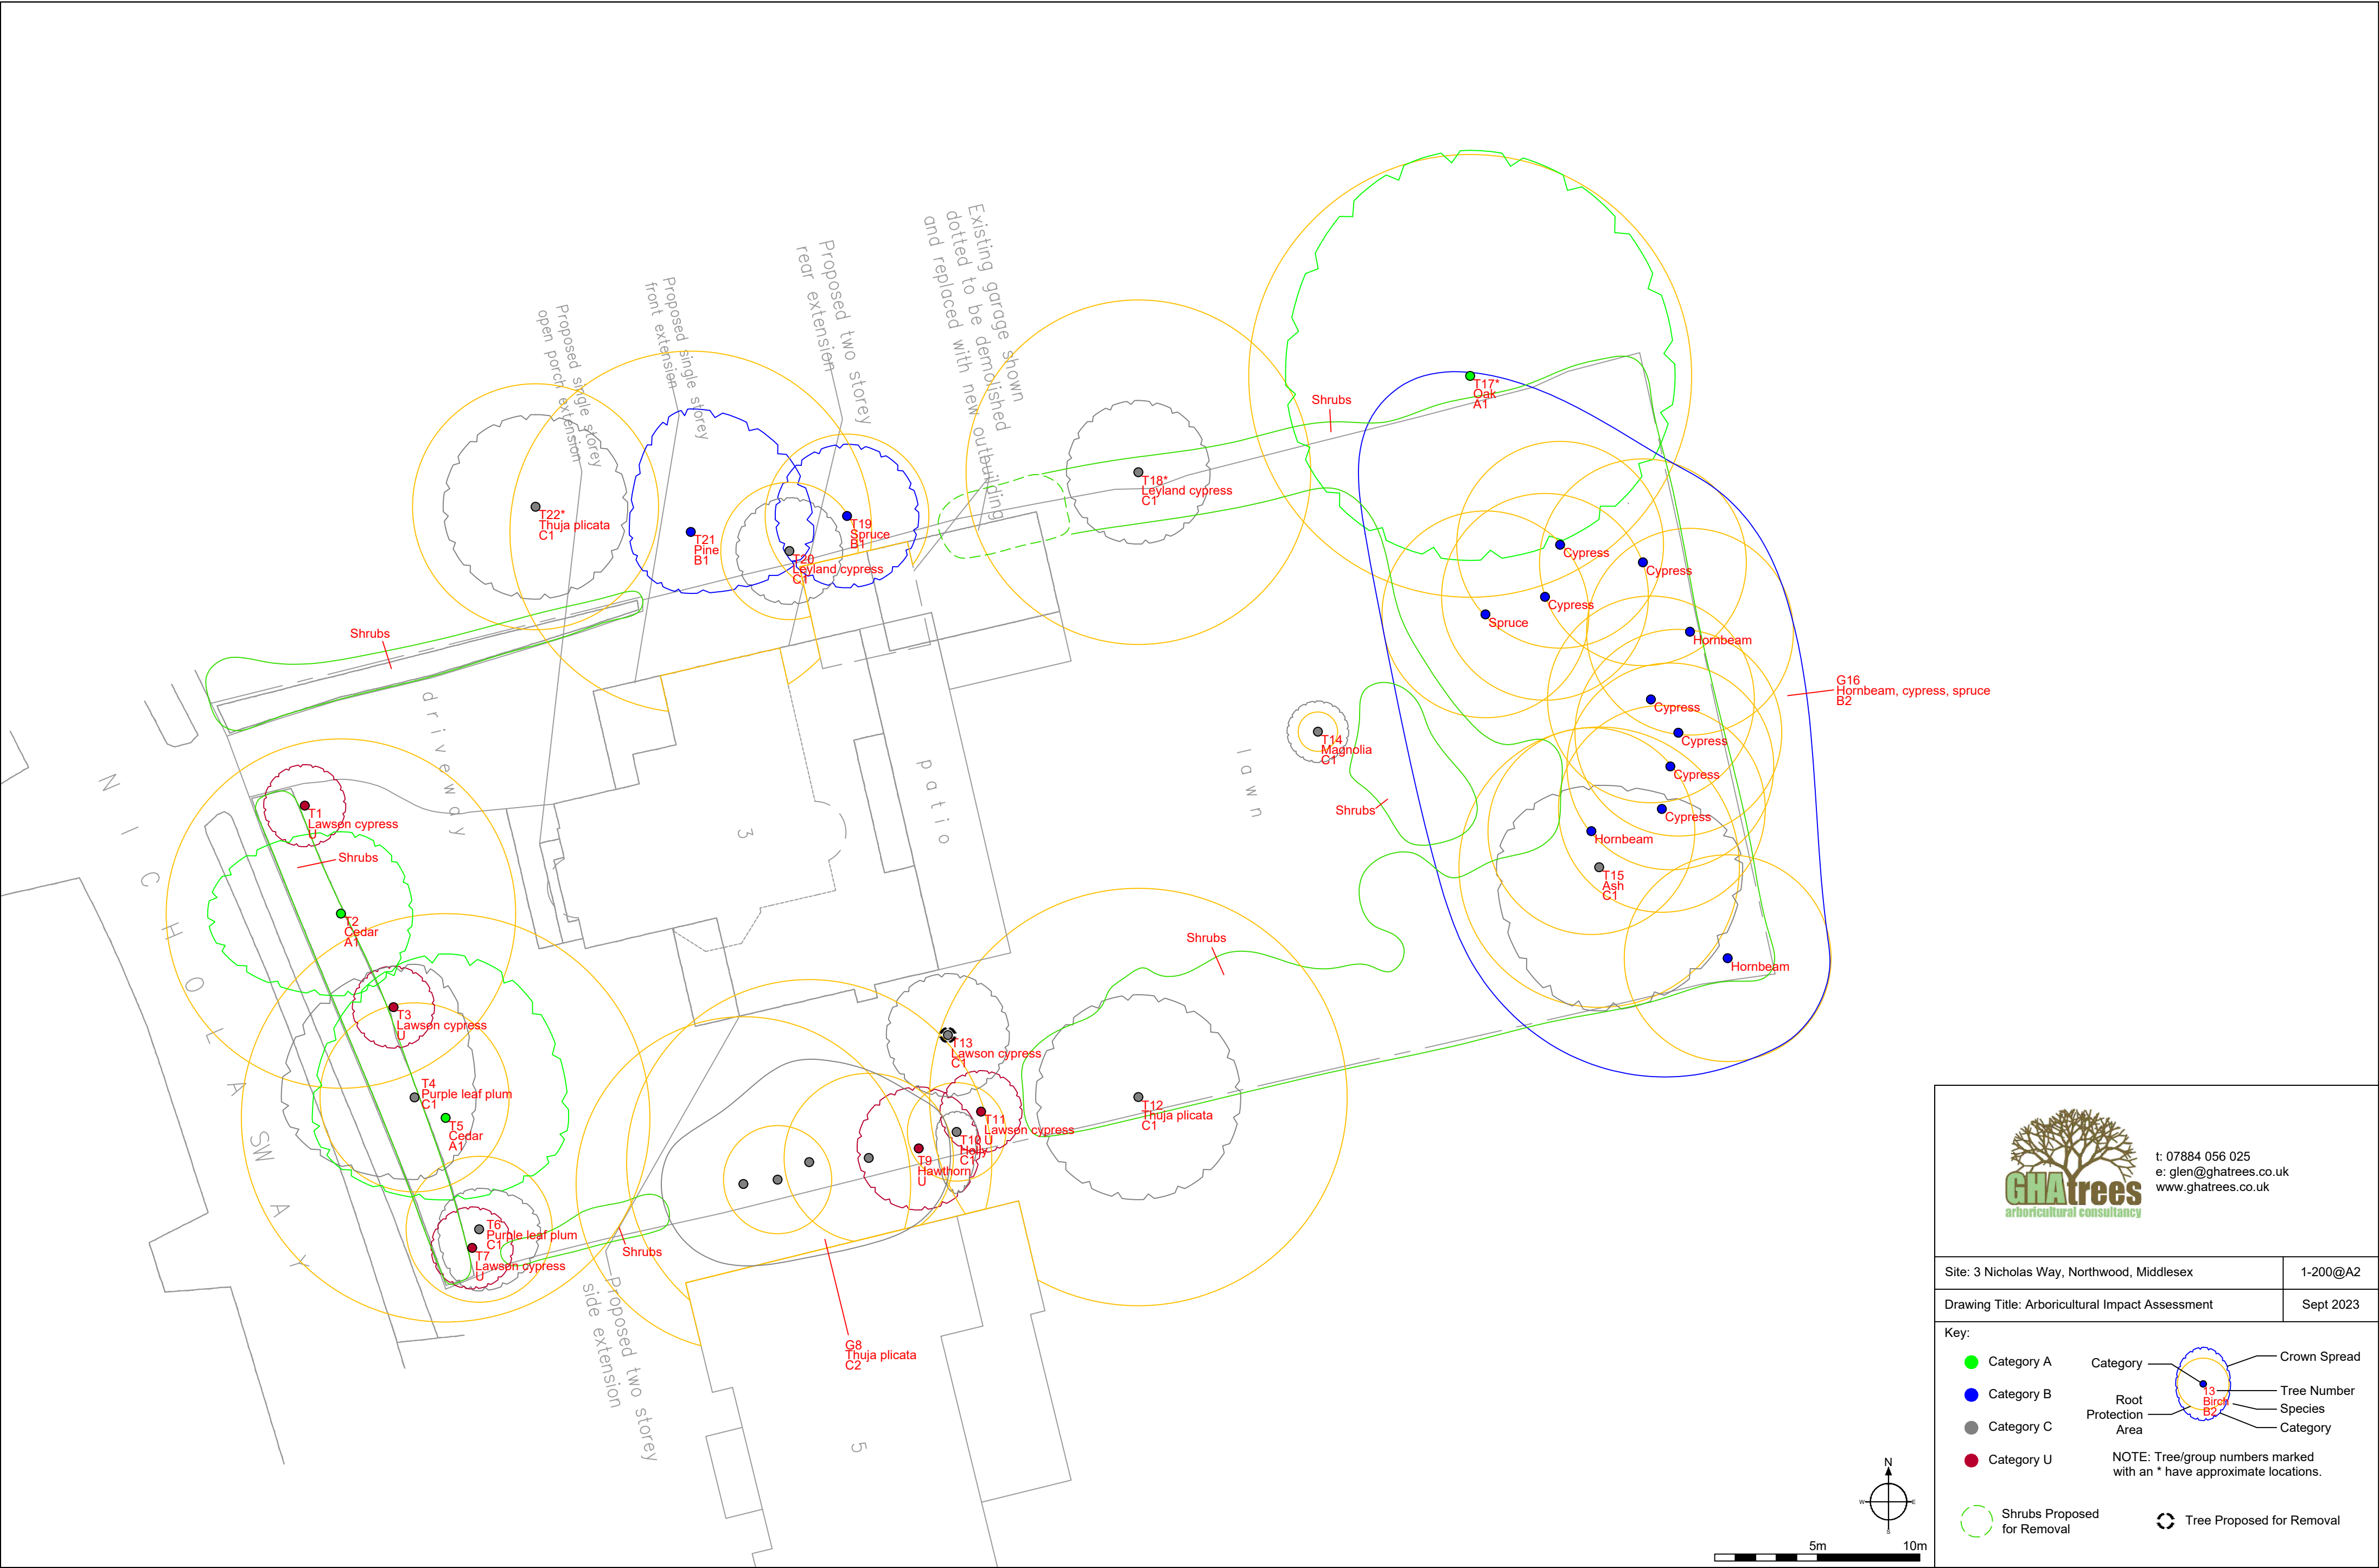 Existing garage shown
dotted to be demolished
and replaced with new outbuilding
Proposed two storey
rear extension
Proposed single storey
front extension
Proposed single storey
open porch extension
T17*
Oak
A1
Shrubs
T18*
Leyland cypress
C1
T22*
Thuja plicata
C1
T21
Pine
B1
T19
Spruce
B1
T20
Leyland cypress
C1
Cypress
Cypress
Cypress
Spruce
Hornbeam
Shrubs
driveway
G16
Hornbeam, cypress, spruce
B2
Cypress
Cypress
Cypress
Cypress
Hornbeam
T14
Magnolia
C1
lawn
patio
3
Shrubs
T1
Lawson cypress
U
Shrubs
T15
Ash
C1
NICHOLAS WAY
T2
Cedar
A1
Shrubs
Hornbeam
T3
Lawson cypress
U
T13
Lawson cypress
C1
T4
Purple leaf plum
C1
T5
Cedar
A1
T12
Thuja plicata
C1
T11
Lawson cypress
U
T10
Holly
C1
T9
Hawthorn
U
T6
Purple leaf plum
C1
T7
Lawson cypress
U
Shrubs
Proposed two storey
side extension
G8
Thuja plicata
C2
5
GHAtrees
arboricultural consultancy
t: 07884 056 025
e: glen@ghatrees.co.uk
www.ghatrees.co.uk
Site: 3 Nicholas Way, Northwood, Middlesex
1-200@A2
Drawing Title: Arboricultural Impact Assessment
Sept 2023
Key:
Category A
Category B
Category C
Category U
Category
Root
Protection
Area
13
Birch
B2
Crown Spread
Tree Number
Species
Category
NOTE: Tree/group numbers marked
with an * have approximate locations.
Shrubs Proposed
for Removal
Tree Proposed for Removal
N
W
E
S
5m
10m